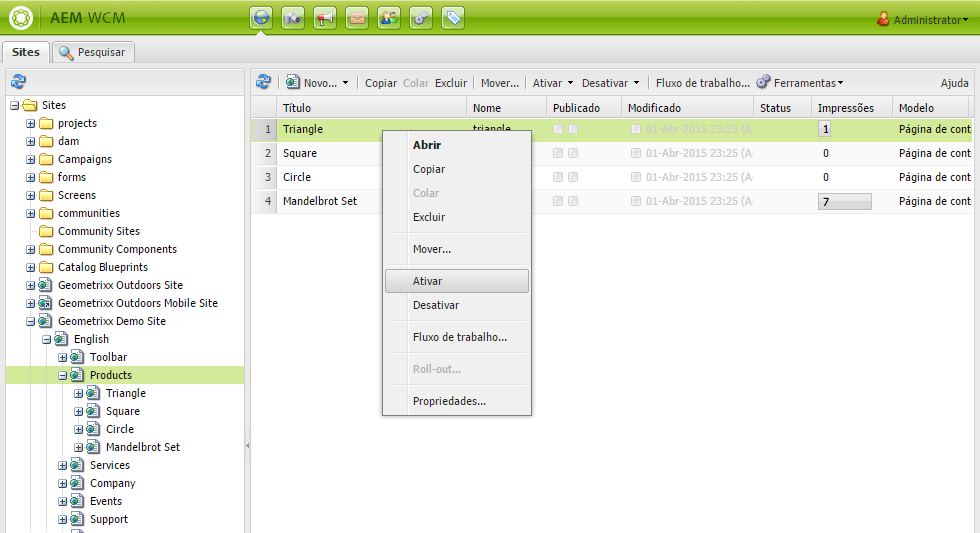 AEM WCM
Administrator
Sites
Pesquisar
Novo... Copiar Colar Excluir Mover... Ativar Desativar Fluxo de trabalho... Ferramentas Ajuda
Título Nome Publicado Modificado Status Impressões Modelo
1 Triangle triangle 01-Abr-2015 23:25 (A 1 Página de cont
2 Square 01-Abr-2015 23:25 (A 0 Página de cont
3 Circle 01-Abr-2015 23:25 (A 0 Página de cont
4 Mandelbrot Set 01-Abr-2015 23:25 (A 7 Página de cont
Abrir
Copiar
Colar
Excluir
Mover...
Ativar
Desativar
Fluxo de trabalho...
Roll-out...
Propriedades...
Sites
projects
dam
Campaigns
forms
Screens
communities
Community Sites
Community Components
Catalog Blueprints
Geometrixx Outdoors Site
Geometrixx Outdoors Mobile Site
Geometrixx Demo Site
English
Toolbar
Products
Triangle
Square
Circle
Mandelbrot Set
Services
Company
Events
Support